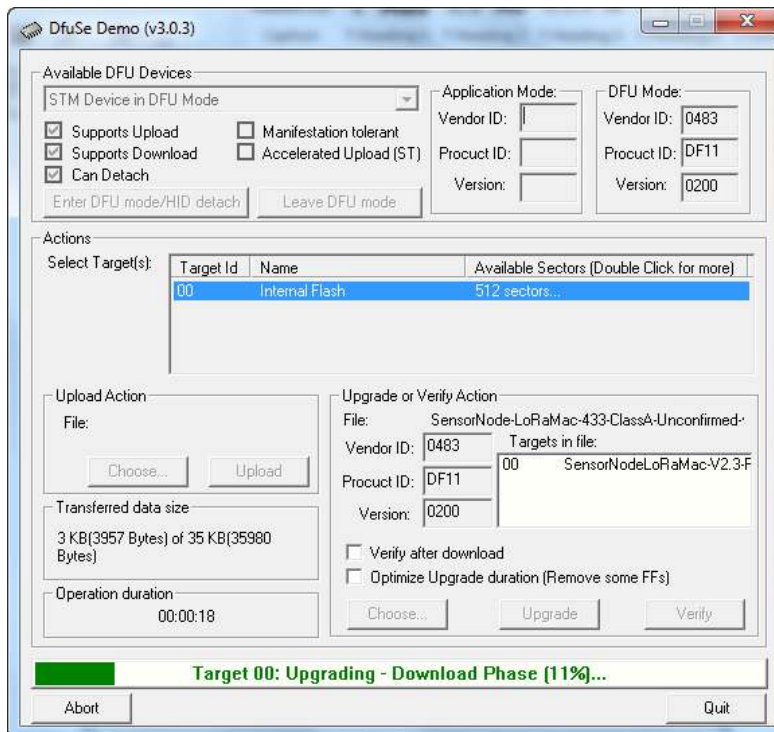 DfuSe Demo (v3.0.3)
Available DFU Devices
STM Device in DFU Mode
Supports Upload
Manifestation tolerant
Supports Download
Accelerated Upload (ST)
Can Detach
Enter DFU mode/HID detach
Leave DFU mode
Application Mode:
Vendor ID:
Procuct ID:
Version:
DFU Mode:
Vendor ID: 0483
Procuct ID: DF11
Version: 0200
Actions
Select Target(s):
Target Id Name Available Sectors (Double Click for more)
00 Internal Flash 512 sectors...
Upload Action
File:
Choose... Upload
Transferred data size
3 KB(3957 Bytes) of 35 KB(35980
Bytes)
Operation duration
00:00:18
Upgrade or Verify Action
File: SensorNode-LoRaMac-433-ClassA-Unconfirmed-
Vendor ID: 0483
Procuct ID: DF11
Version: 0200
Targets in file:
00 SensorNodeLoRaMac-V2.3-F
Verify after download
Optimize Upgrade duration (Remove some FFs)
Choose... Upgrade Verify
Target 00: Upgrading - Download Phase (11%)...
Abort Quit